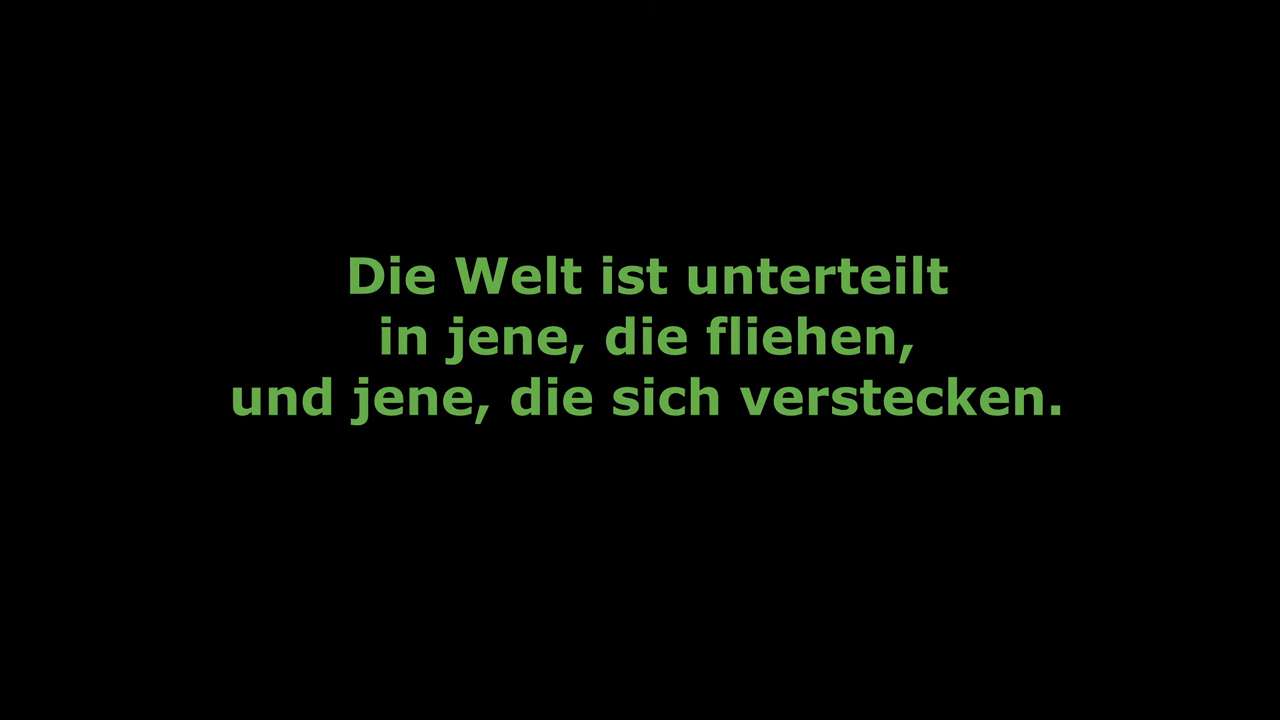 Die Welt ist unterteilt
in jene, die fliehen,
und jene, die sich verstecken.